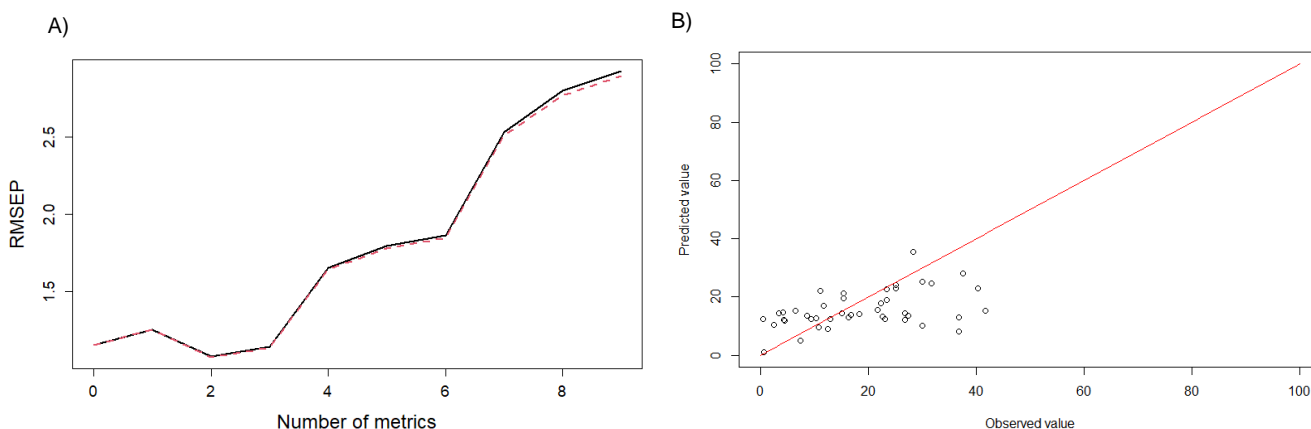 A)
RMSEP
2.5
2.0
1.5
0 2 4 6 8
Number of metrics
B)
Predicted value
100
80
60
40
20
0
0 20 40 60 80 100
Observed value